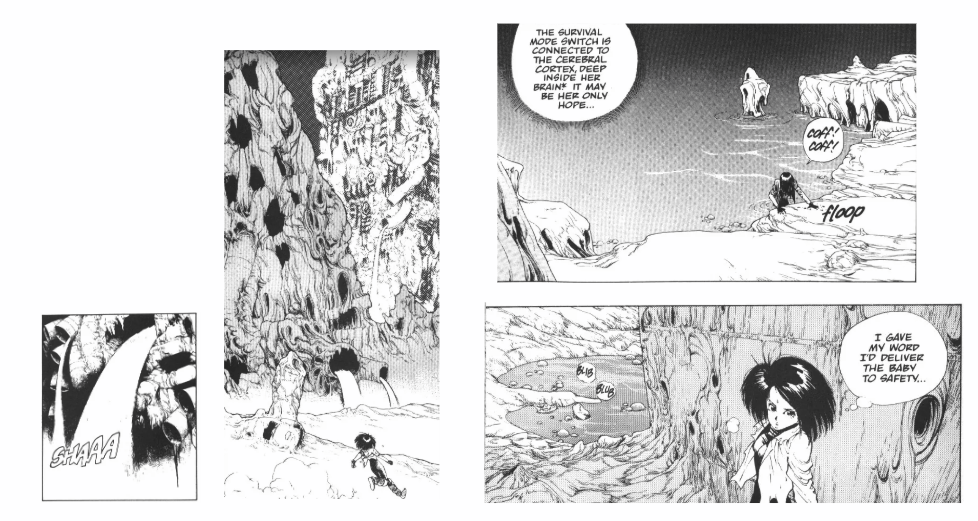 SHAAA
THE SURVIVAL
MODE SWITCH IS
CONNECTED TO
THE CEREBRAL
CORTEX, DEEP
INSIDE HER
BRAIN* IT MAY
BE HER ONLY
HOPE...
COFF!
COFF!
floop
BLUB
BLUB
I GAVE
MY WORD
I'D DELIVER
THE BABY
TO SAFETY...